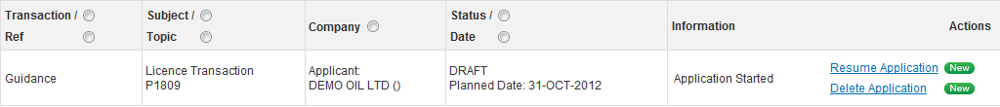 Transaction / Subject / Company Status / Information Actions
Ref Topic Date
Guidance Licence Transaction Applicant: DRAFT Application Started Resume Application New
P1809 DEMO OIL LTD () Planned Date: 31-OCT-2012 Delete Application New